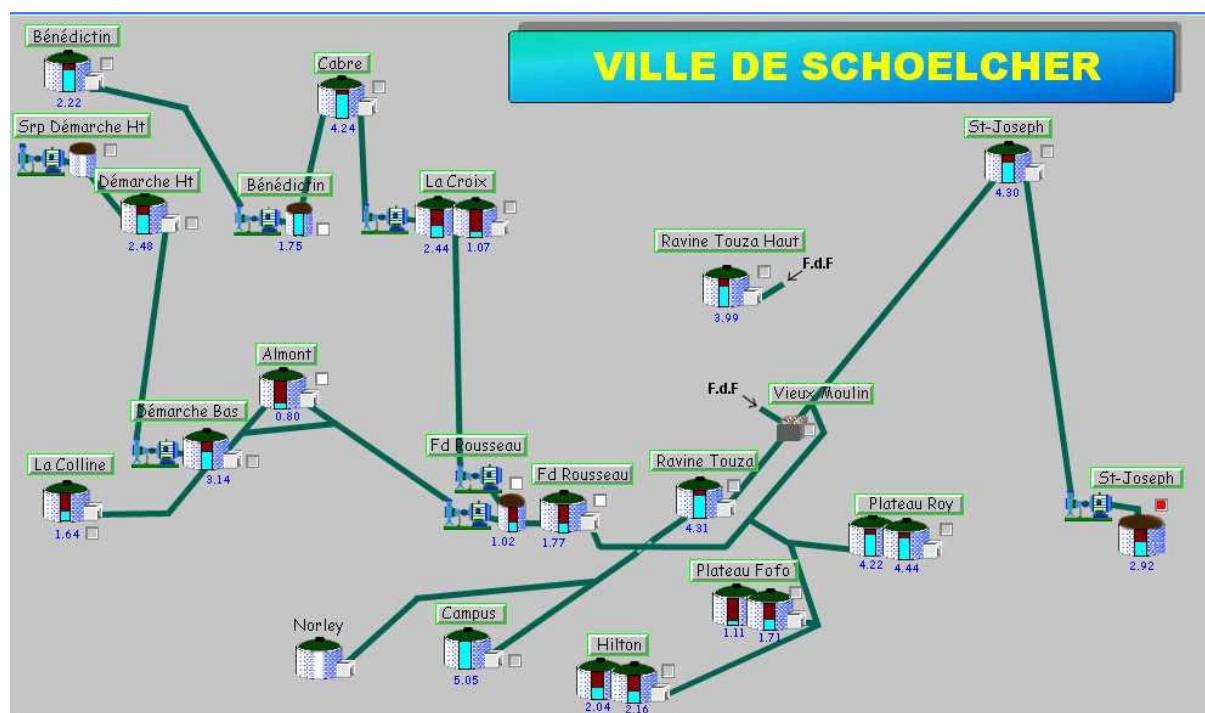 VILLE DE SCHOELCHER
Bénédictin
2.22
Cabre
4.24
Srp Démarche Ht
Démarche Ht
2.48
Bénédictin
1.75
La Croix
2.44
1.07
St-Joseph
4.30
Ravine Touza Haut
F.d.F
3.99
Almont
0.80
F.d.F
Vieux Moulin
Démarche Bas
3.14
La Colline
1.64
Fd Rousseau
1.02
Fd Rousseau
1.77
Ravine Touza
4.31
Plateau Roy
4.22
4.44
St-Joseph
2.92
Plateau Fofo
1.11
1.71
Norley
Campus
5.05
Hilton
2.04
2.16